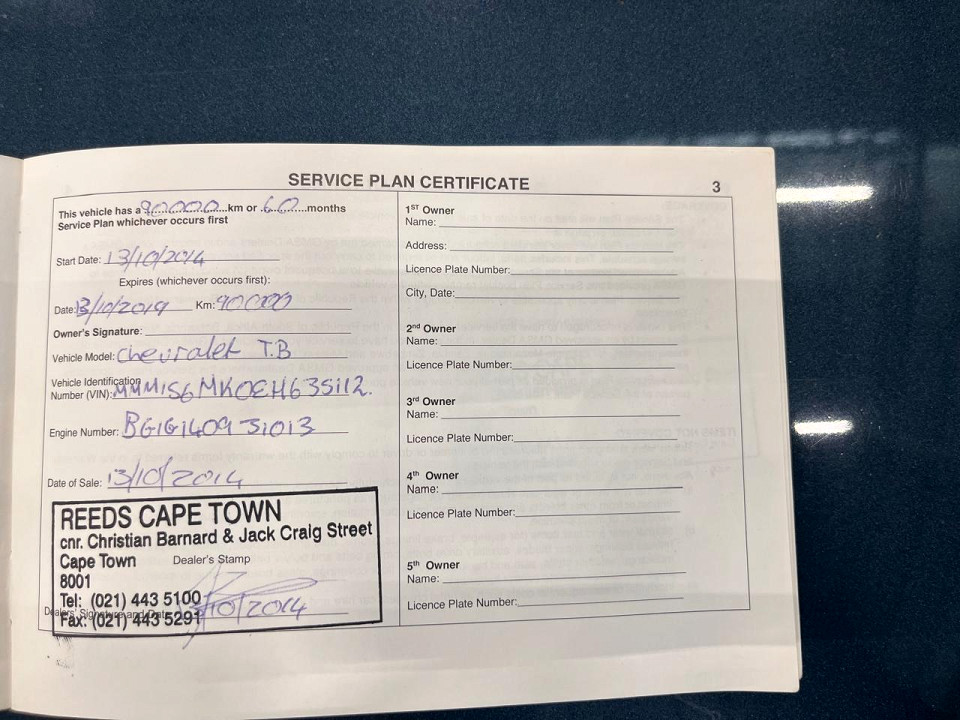 SERVICE PLAN CERTIFICATE
3
This vehicle has a 90000 km or 60 months
Service Plan whichever occurs first
Start Date: 13/10/2014
Expires (whichever occurs first):
Date: 13/10/2019 Km: 90000
Owner's Signature:
Vehicle Model: Chevrolet T.B
Vehicle Identification
Number (VIN):
Engine Number:
Date of Sale: 13/10/2014
REEDS CAPE TOWN
cnr. Christian Barnard & Jack Craig Street
Cape Town Dealer's Stamp
8001
Tel: (021) 443 5100
Dealers' Signature and Date /10/2014
Fax: (021) 443 5291
1ST Owner
Name:
Address:
Licence Plate Number:
City, Date:
2nd Owner
Name:
Licence Plate Number:
3rd Owner
Name:
Licence Plate Number:
4th Owner
Name:
Licence Plate Number:
5th Owner
Name:
Licence Plate Number: